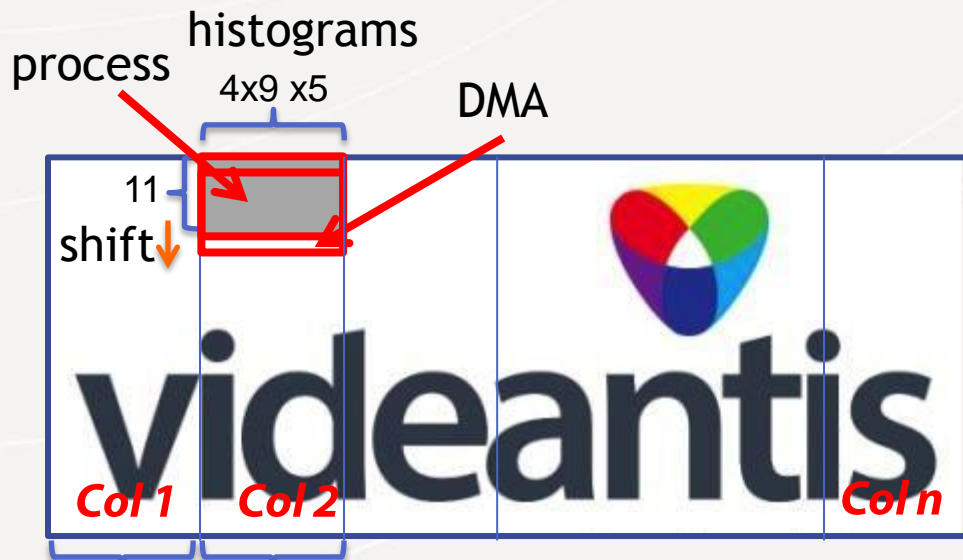 histograms
process
4x9 x5
DMA
11
shift
videantis
Col 1
Col 2
Col n